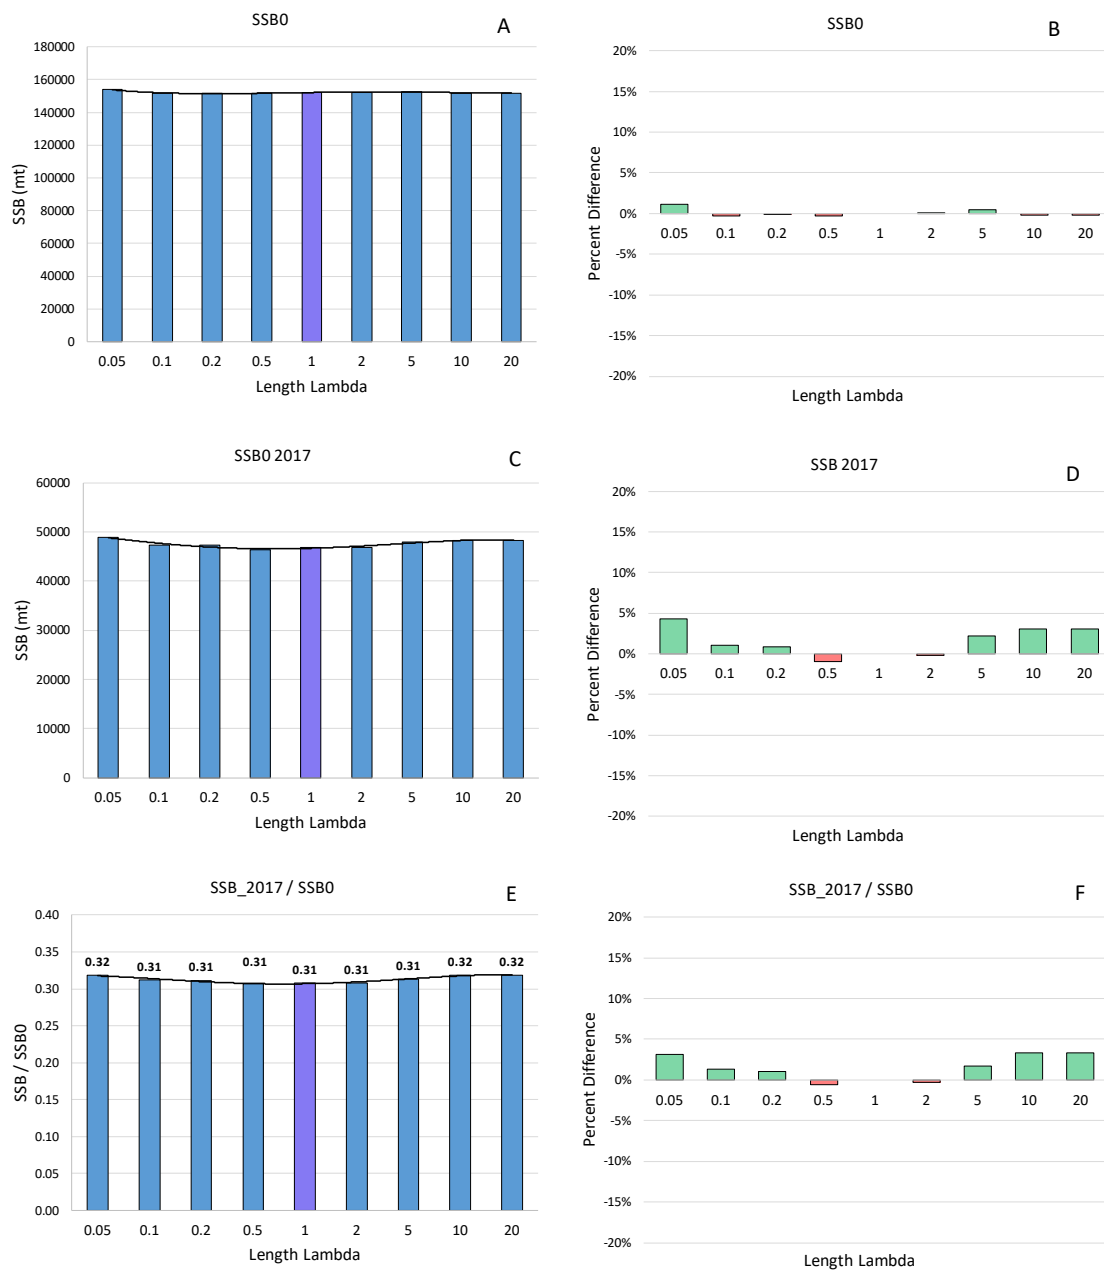 SSB0
A
180000
160000
140000
120000
100000
80000
60000
40000
20000
0
SSB (mt)
0.05 0.1 0.2 0.5 1 2 5 10 20
Length Lambda
SSB0
B
20%
15%
10%
5%
0%
-5%
-10%
-15%
-20%
Percent Difference
0.05 0.1 0.2 0.5 1 2 5 10 20
Length Lambda
SSB0 2017
C
60000
50000
40000
30000
20000
10000
0
SSB (mt)
0.05 0.1 0.2 0.5 1 2 5 10 20
Length Lambda
SSB 2017
D
20%
15%
10%
5%
0%
-5%
-10%
-15%
-20%
Percent Difference
0.05 0.1 0.2 0.5 1 2 5 10 20
Length Lambda
SSB_2017 / SSB0
E
0.40
0.35
0.30
0.25
0.20
0.15
0.10
0.05
0.00
SSB / SSB0
0.32 0.31 0.31 0.31 0.31 0.31 0.31 0.32 0.32
0.05 0.1 0.2 0.5 1 2 5 10 20
Length Lambda
SSB_2017 / SSB0
F
20%
15%
10%
5%
0%
-5%
-10%
-15%
-20%
Percent Difference
0.05 0.1 0.2 0.5 1 2 5 10 20
Length Lambda